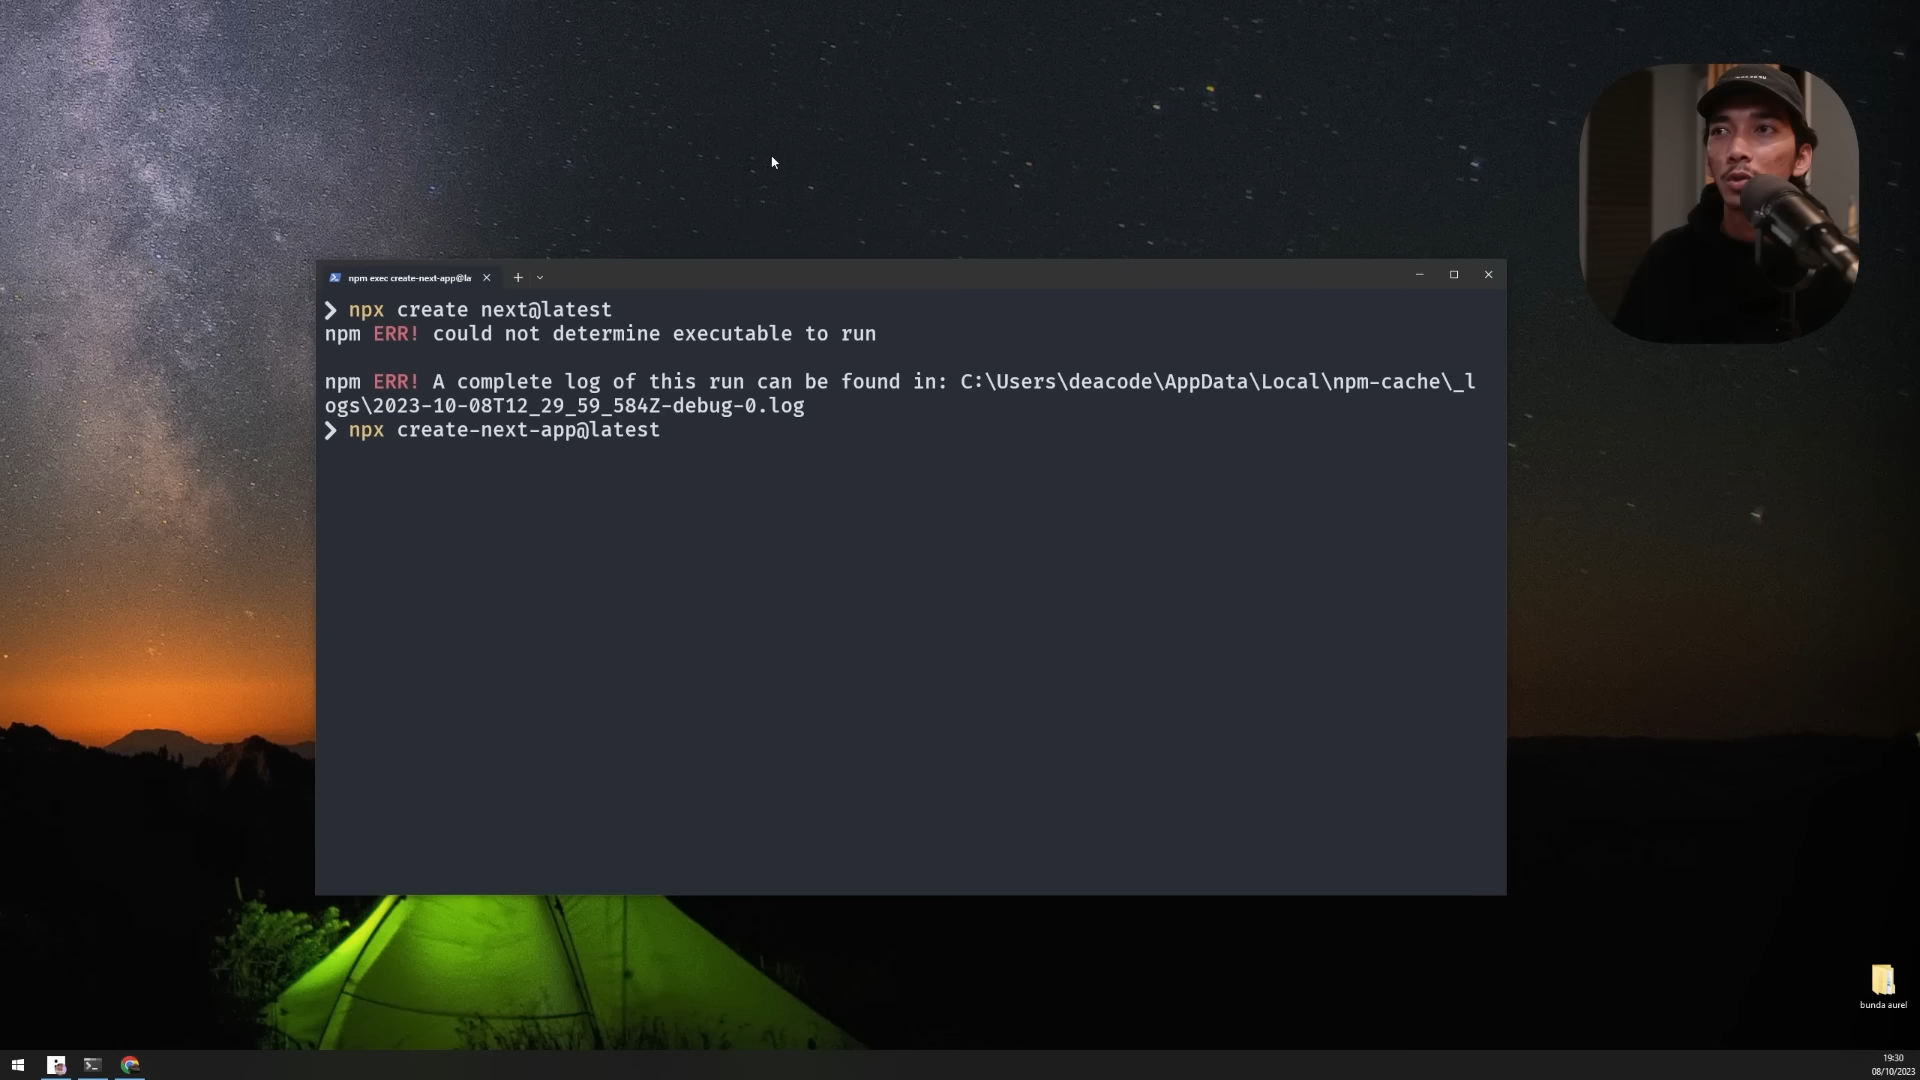 npm exec create-next-app@la
❯ npx create next@latest
npm ERR! could not determine executable to run
npm ERR! A complete log of this run can be found in: C:\Users\deacode\AppData\Local\npm-cache\_l
ogs\2023-10-08T12_29_59_584Z-debug-0.log
❯ npx create-next-app@latest
bunda aurel
19:30
08/10/2023